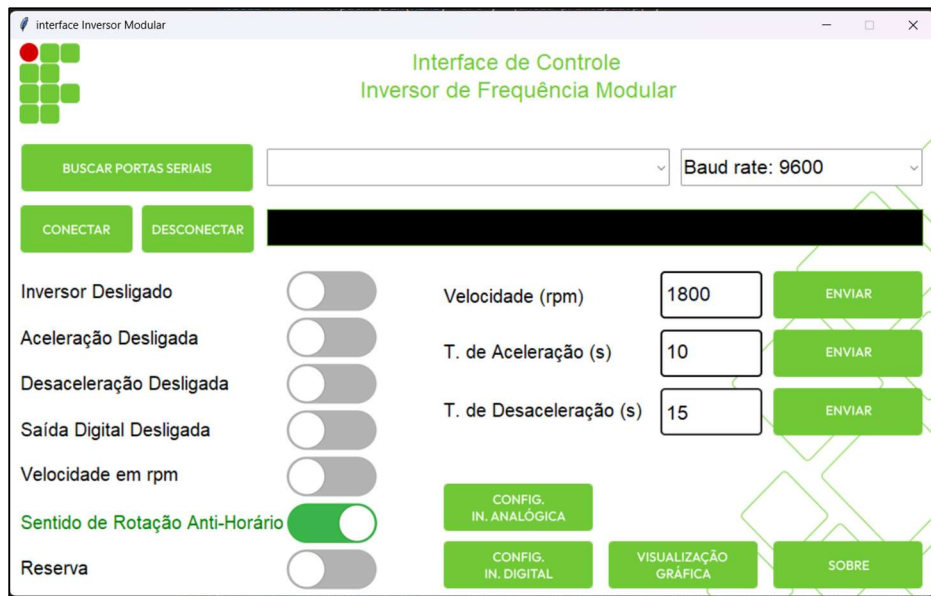 interface Inversor Modular
Interface de Controle
Inversor de Frequência Modular
BUSCAR PORTAS SERIAIS
Baud rate: 9600
CONECTAR
DESCONECTAR
Inversor Desligado
Velocidade (rpm)
1800
ENVIAR
Aceleração Desligada
T. de Aceleração (s)
10
ENVIAR
Desaceleração Desligada
T. de Desaceleração (s)
15
ENVIAR
Saída Digital Desligada
Velocidade em rpm
Sentido de Rotação Anti-Horário
Reserva
CONFIG.
IN. ANALÓGICA
CONFIG.
IN. DIGITAL
VISUALIZAÇÃO
GRÁFICA
SOBRE